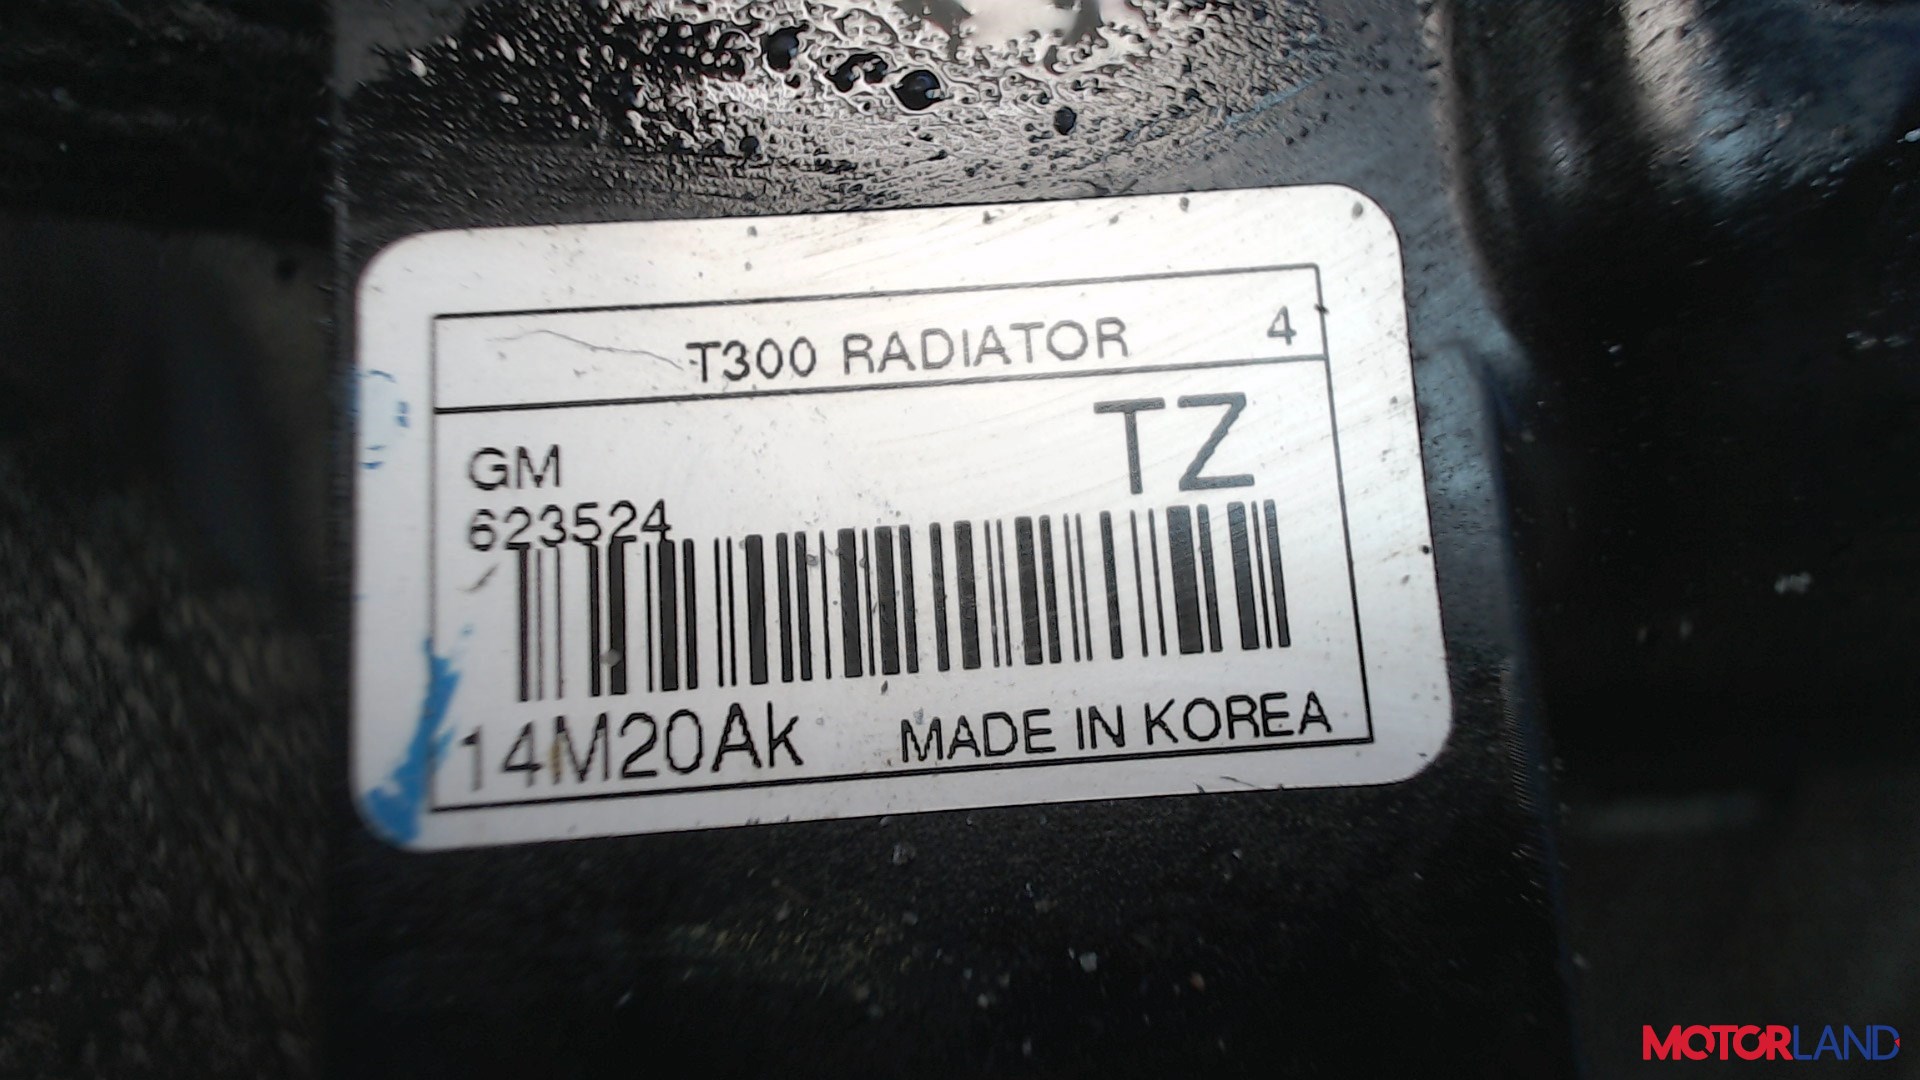 T300 RADIATOR 4
GM TZ
623524
14M20Ak MADE IN KOREA
MOTORLAND